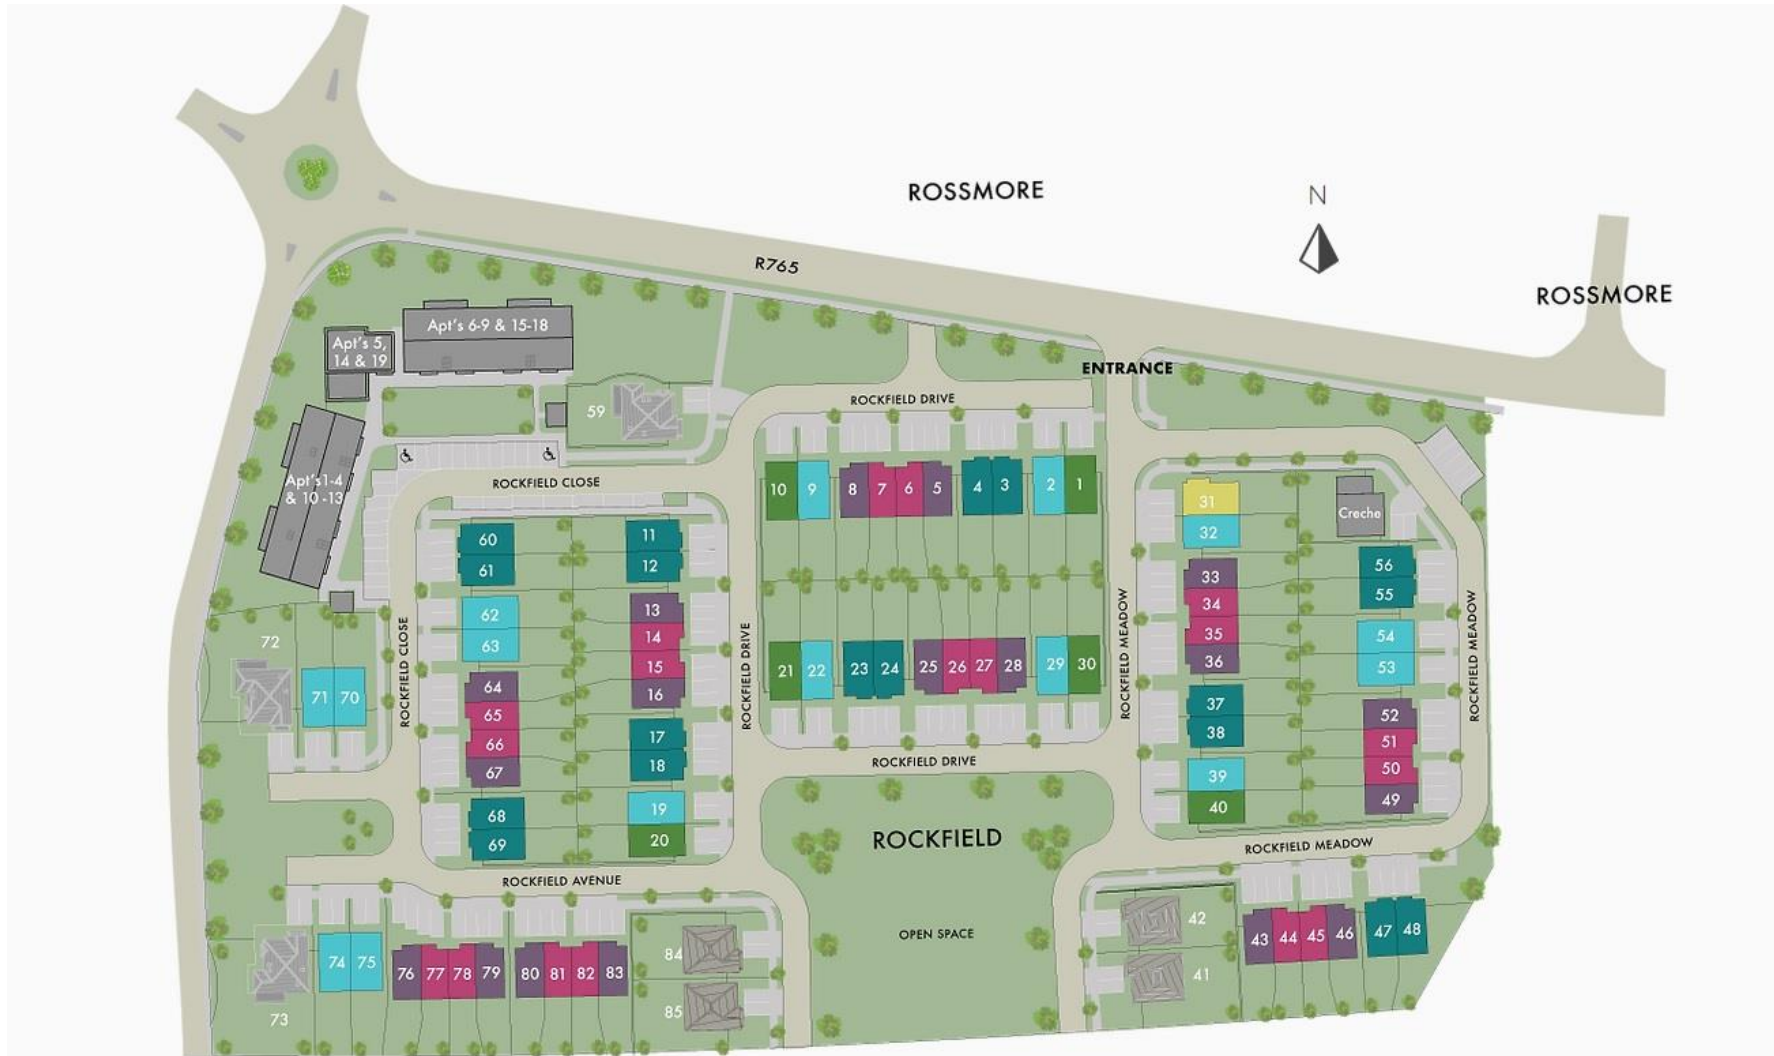 ROSSMORE
N
R765
ROSSMORE
Apt's 6-9 & 15-18
Apt's 5,
14 & 19
ENTRANCE
59
ROCKFIELD DRIVE
Apt's1-4
& 10 -13
ROCKFIELD CLOSE
10 9 8 7 6 5 4 3 2 1
31
32
Creche
60
61
11
12
33
34
35
36
56
55
62
63
13
14
15
16
54
53
72
71 70
ROCKFIELD CLOSE
64
65
66
67
ROCKFIELD DRIVE
21 22 23 24 25 26 27 28 29 30
ROCKFIELD MEADOW
37
38
52
51
50
49
ROCKFIELD MEADOW
17
18
ROCKFIELD DRIVE
39
40
68
69
19
20
ROCKFIELD
ROCKFIELD MEADOW
ROCKFIELD AVENUE
OPEN SPACE
42
41
43 44 45 46 47 48
73
74 75 76 77 78 79 80 81 82 83
84
85